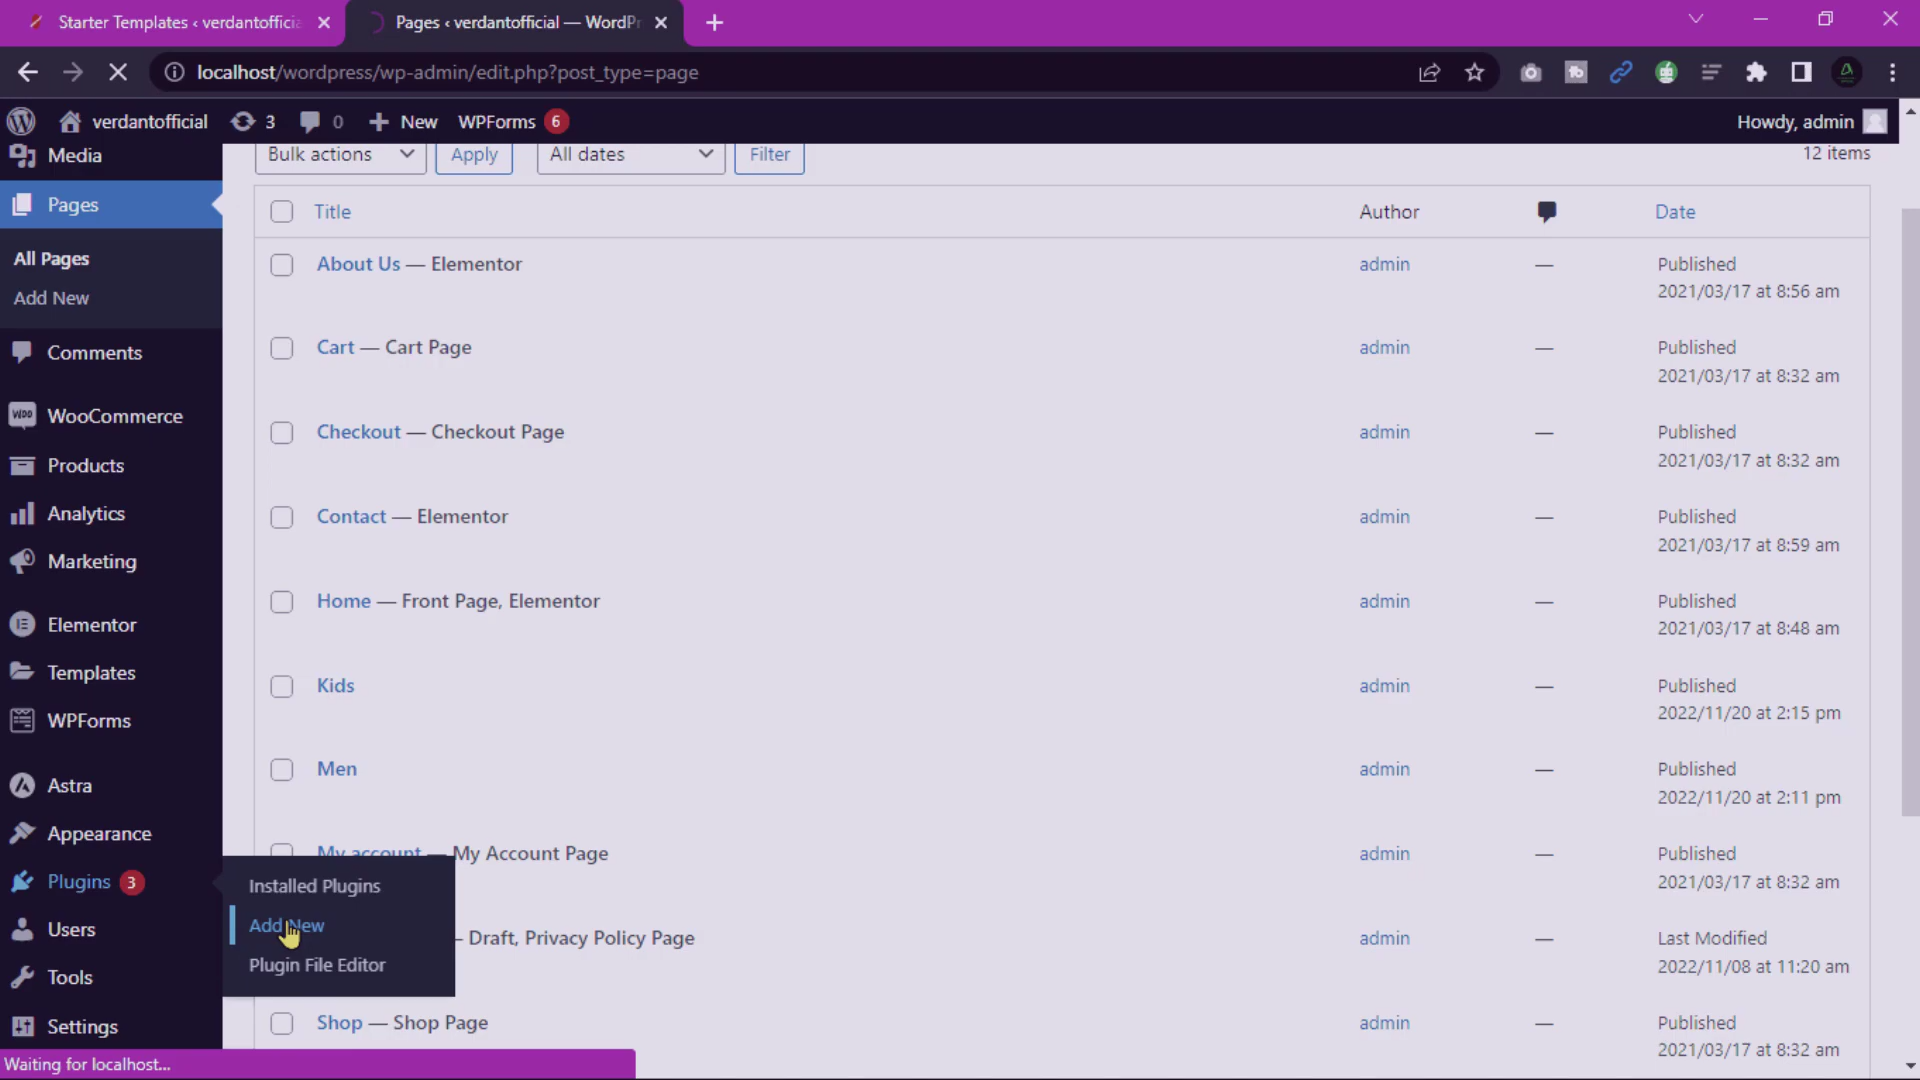 Starter Templates ‹ verdantofficia
Pages ‹ verdantofficial — WordPr
localhost/wordpress/wp-admin/edit.php?post_type=page
verdantofficial 3 0 New WPForms 6 Howdy, admin
Media
Pages
All Pages
Add New
Comments
WooCommerce
Products
Analytics
Marketing
Elementor
Templates
WPForms
Astra
Appearance
Plugins 3
Users
Tools
Settings
Installed Plugins
Add New
Plugin File Editor
Bulk actions Apply All dates Filter 12 items
Title Author Date
About Us — Elementor admin — Published
2021/03/17 at 8:56 am
Cart — Cart Page admin — Published
2021/03/17 at 8:32 am
Checkout — Checkout Page admin — Published
2021/03/17 at 8:32 am
Contact — Elementor admin — Published
2021/03/17 at 8:59 am
Home — Front Page, Elementor admin — Published
2021/03/17 at 8:48 am
Kids admin — Published
2022/11/20 at 2:15 pm
Men admin — Published
2022/11/20 at 2:11 pm
My account — My Account Page admin — Published
2021/03/17 at 8:32 am
— Draft, Privacy Policy Page admin — Last Modified
2022/11/08 at 11:20 am
Shop — Shop Page admin — Published
2021/03/17 at 8:32 am
Waiting for localhost...